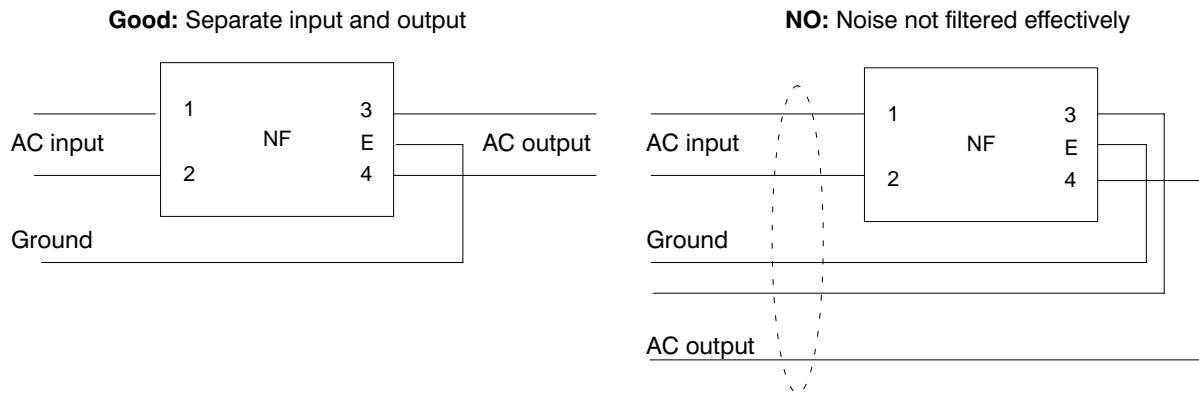 Good: Separate input and output
1
3
AC input
NF
E
AC output
2
4
Ground
NO: Noise not filtered effectively
1
3
AC input
NF
E
2
4
Ground
AC output